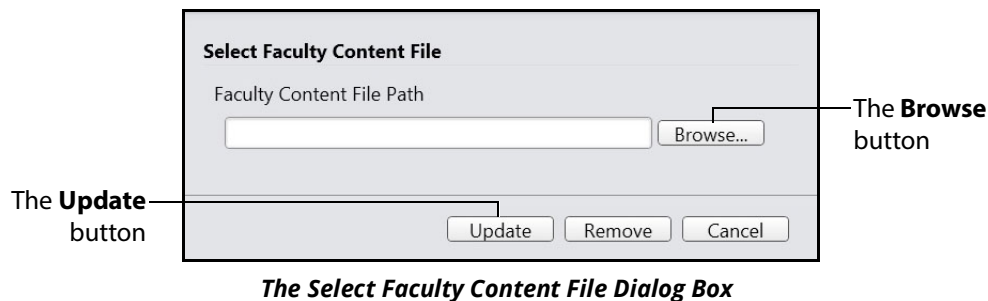 Select Faculty Content File
Faculty Content File Path
Browse...
The Browse
button
The Update
button
Update Remove Cancel
The Select Faculty Content File Dialog Box